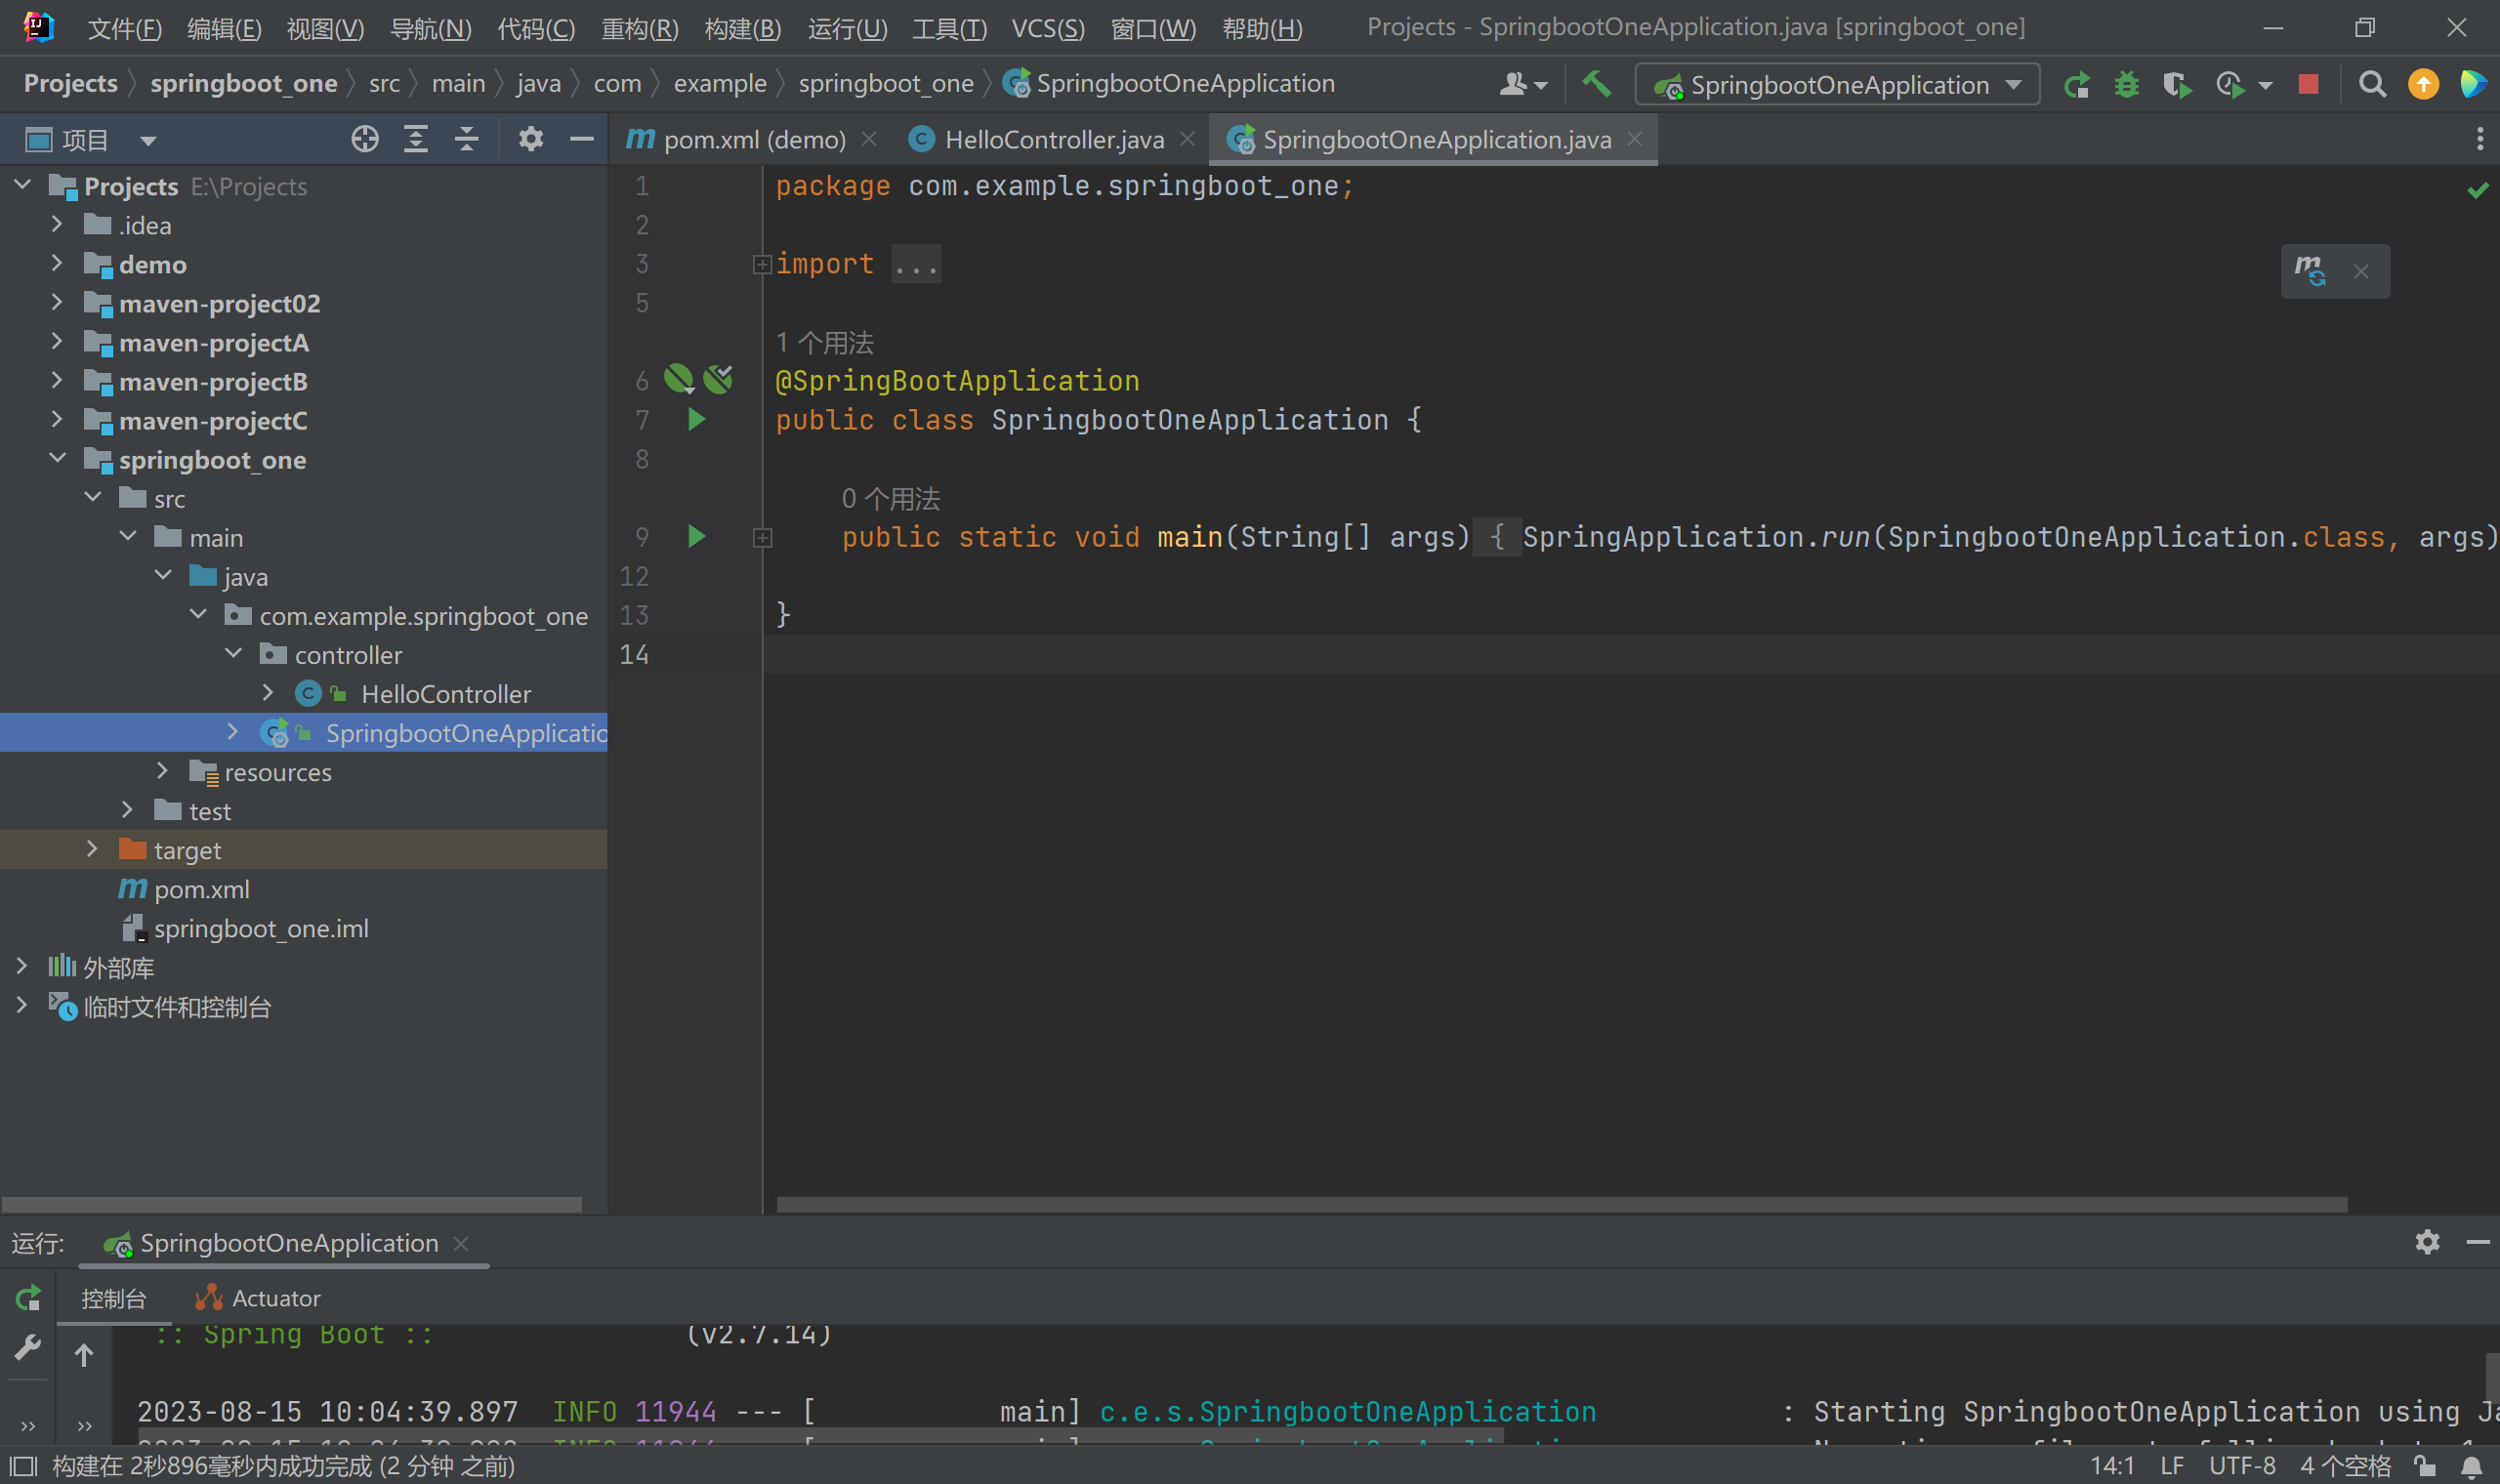 文件(F) 编辑(E) 视图(V) 导航(N) 代码(C) 重构(R) 构建(B) 运行(U) 工具(T) VCS(S) 窗口(W) 帮助(H) Projects - SpringbootOneApplication.java [springboot_one]
Projects springboot_one src main java com example springboot_one SpringbootOneApplication SpringbootOneApplication
项目
pom.xml (demo) HelloController.java SpringbootOneApplication.java
Projects E:\Projects
.idea
demo
maven-project02
maven-projectA
maven-projectB
maven-projectC
springboot_one
src
main
java
com.example.springboot_one
controller
HelloController
SpringbootOneApplicatio
resources
test
target
pom.xml
springboot_one.iml
外部库
临时文件和控制台
1 package com.example.springboot_one;
2
3 import ...
5
1 个用法
6 @SpringBootApplication
7 public class SpringbootOneApplication {
8
0 个用法
9 public static void main(String[] args) { SpringApplication.run(SpringbootOneApplication.class, args)
12
13 }
14
运行: SpringbootOneApplication
控制台 Actuator
:: Spring Boot :: (v2.7.14)
2023-08-15 10:04:39.897 INFO 11944 --- [ main] c.e.s.SpringbootOneApplication : Starting SpringbootOneApplication using Ja
构建在 2秒896毫秒内成功完成 (2 分钟 之前) 14:1 LF UTF-8 4 个空格